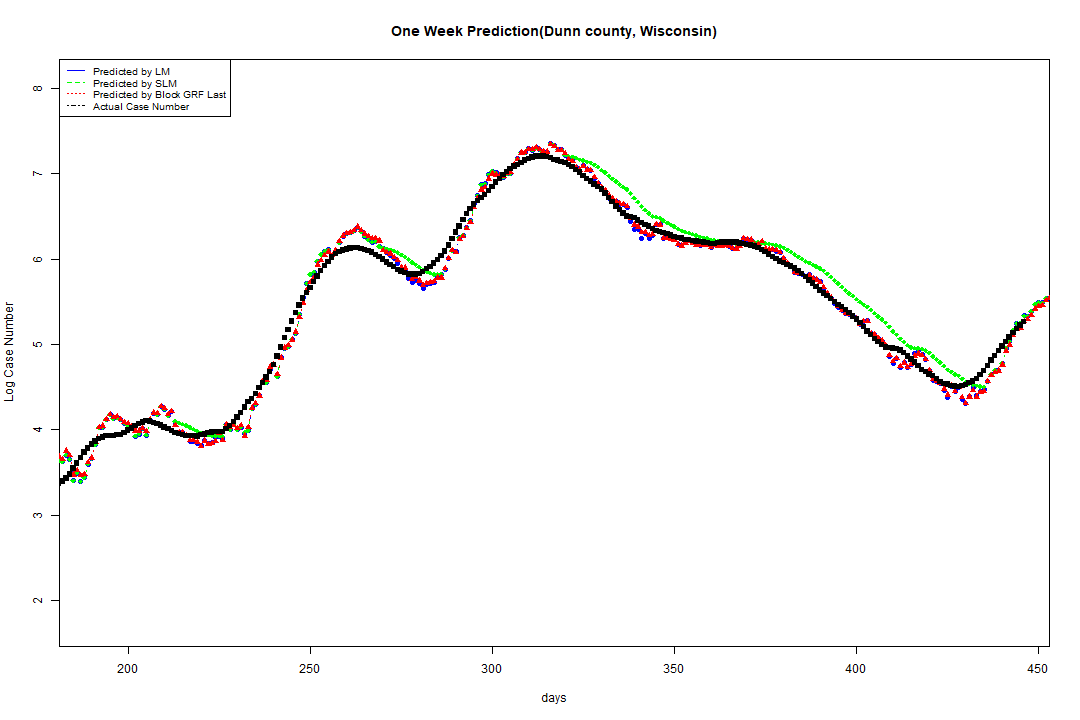 One Week Prediction(Dunn county, Wisconsin)
Predicted by LM
Predicted by SLM
Predicted by Block GRF Last
Actual Case Number
8
7
6
5
4
3
2
Log Case Number
200 250 300 350 400 450
days